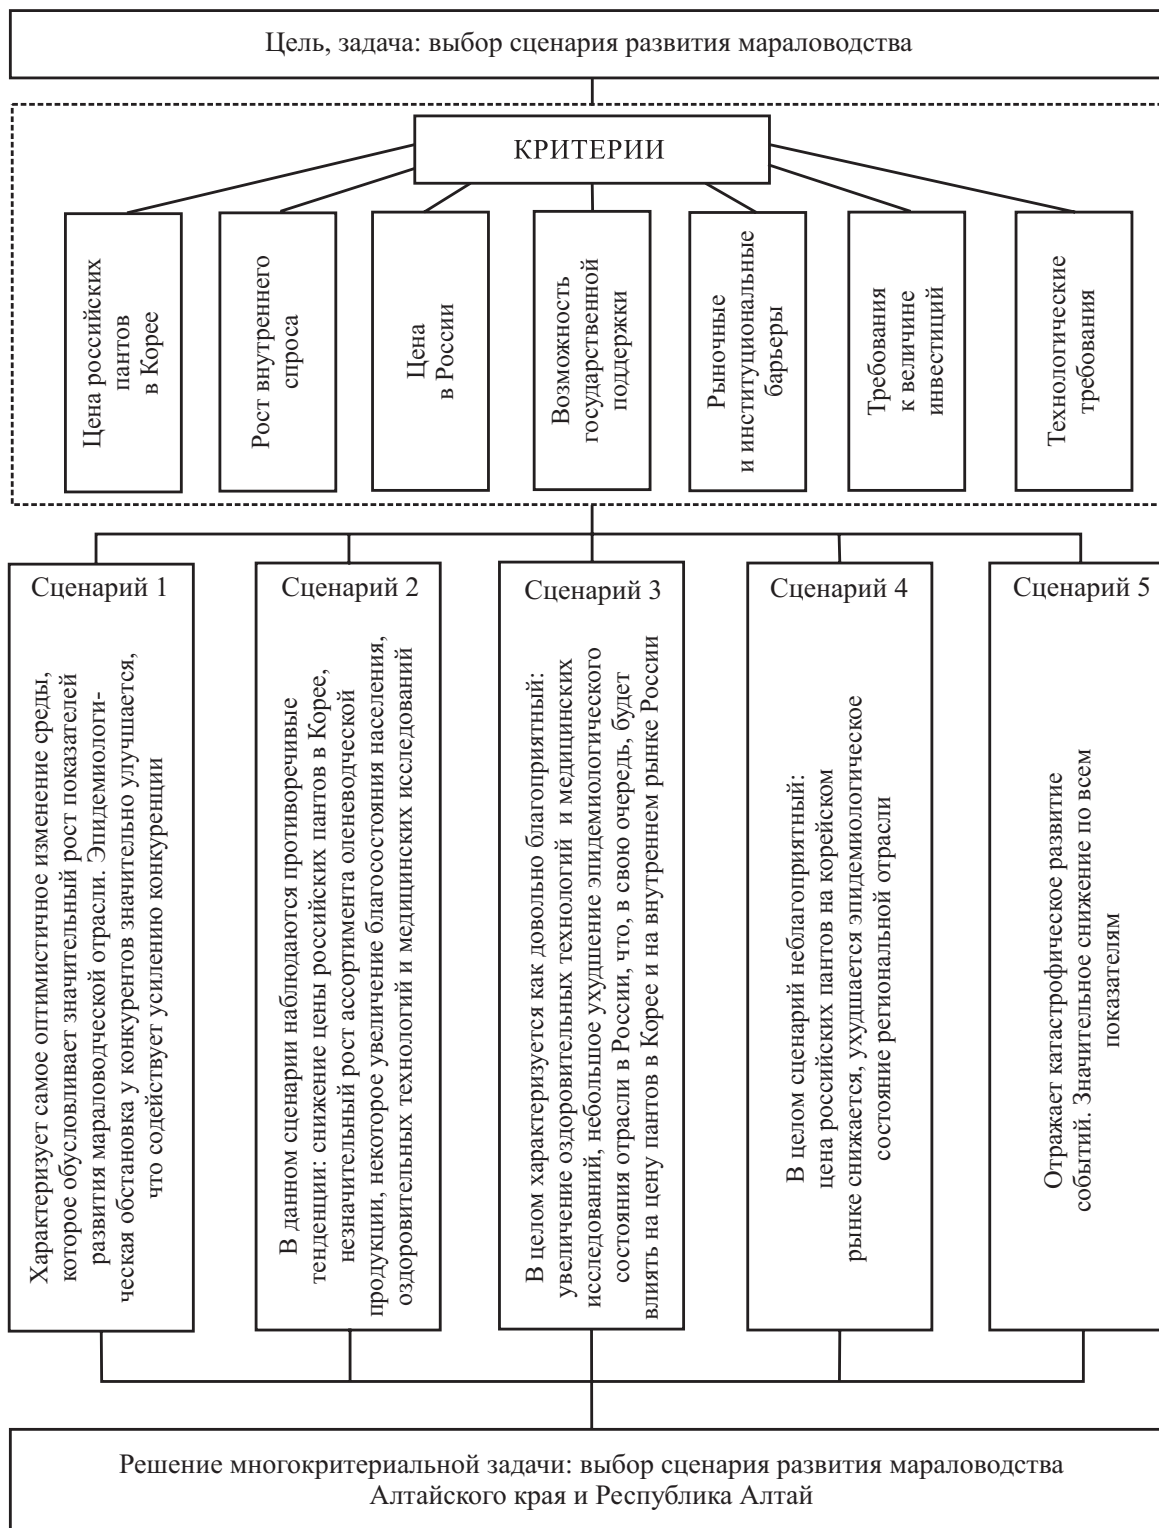 Цель, задача: выбор сценария развития мараловодства
КРИТЕРИИ
Цена российских
пантов
в Корее
Рост внутреннего
спроса
Цена
в России
Возможность
государственной
поддержки
Рыночные
и институциональные
барьеры
Требования
к величине
инвестиций
Технологические
требования
Сценарий 1
Характеризует самое оптимистичное изменение среды,
которое обусловливает значительный рост показателей
развития мараловодческой отрасли. Эпидемиологи-
ческая обстановка у конкурентов значительно улучшается,
что содействует усилению конкуренции
Сценарий 2
В данном сценарии наблюдаются противоречивые
тенденции: снижение цены российских пантов в Корее,
незначительный рост ассортимента оленеводческой
продукции, некоторое увеличение благосостояния населения,
оздоровительных технологий и медицинских исследований
Сценарий 3
В целом характеризуется как довольно благоприятный:
увеличение оздоровительных технологий и медицинских
исследований, небольшое ухудшение эпидемиологического
состояния отрасли в России, что, в свою очередь, будет
влиять на цену пантов в Корее и на внутреннем рынке России
Сценарий 4
В целом сценарий неблагоприятный:
цена российских пантов на корейском
рынке снижается, ухудшается эпидемиологическое
состояние региональной отрасли
Сценарий 5
Отражает катастрофическое развитие
событий. Значительное снижение по всем
показателям
Решение многокритериальной задачи: выбор сценария развития мараловодства
Алтайского края и Республика Алтай